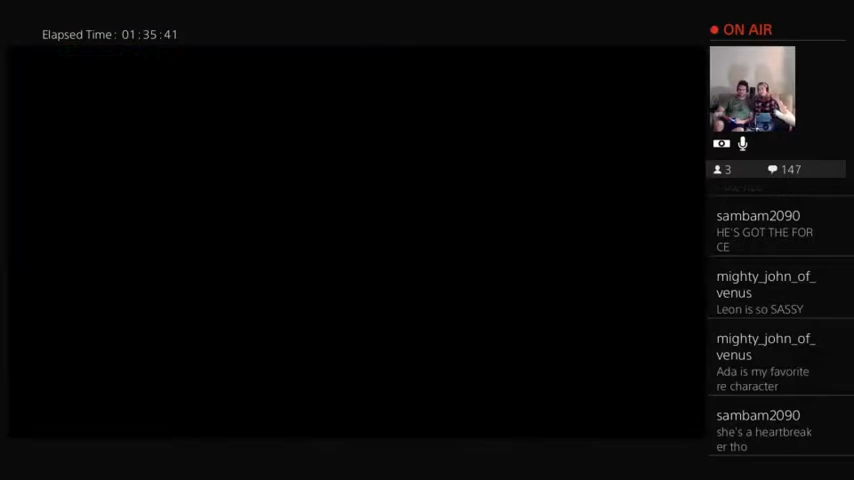 Elapsed Time: 01:35:41
ON AIR
3 147
sambam2090
HE'S GOT THE FOR
CE
mighty_john_of_
venus
Leon is so SASSY
mighty_john_of_
venus
Ada is my favorite
re character
sambam2090
she's a heartbreak
er tho